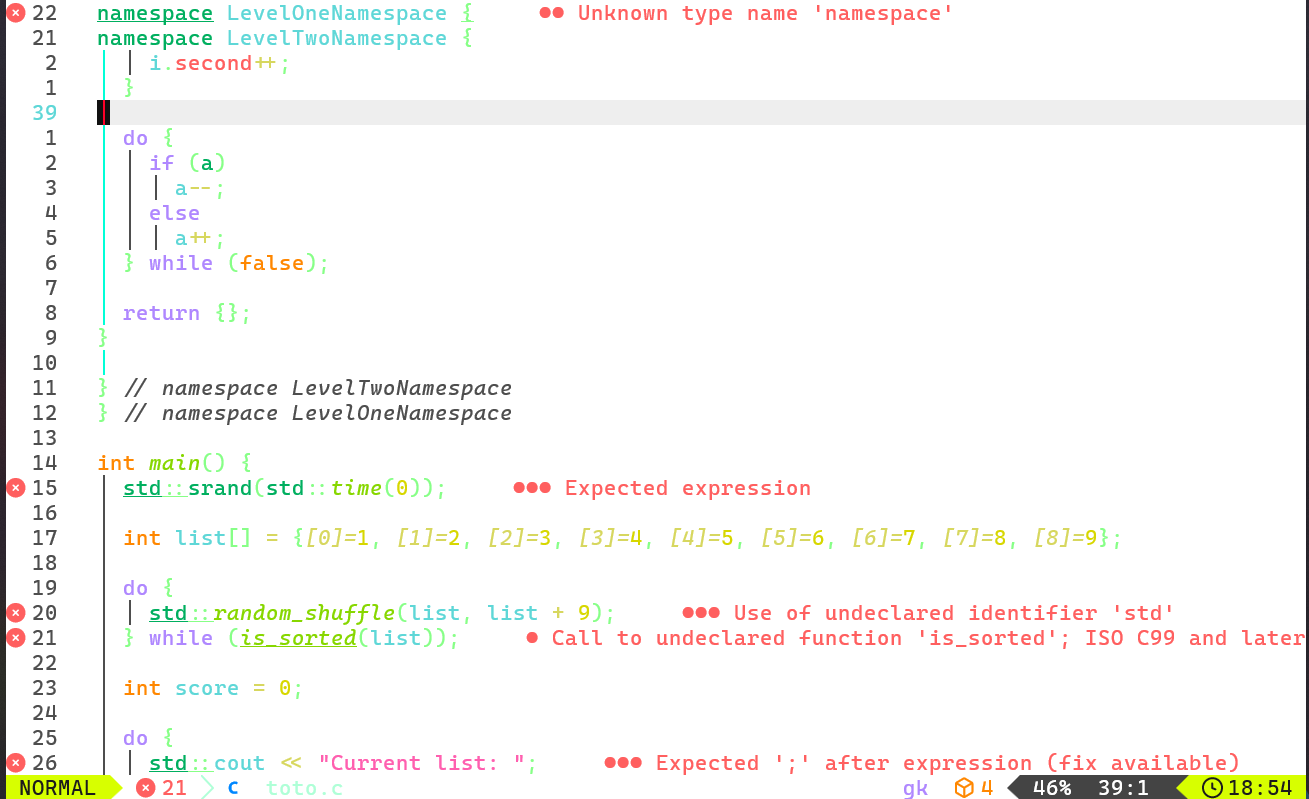 22 namespace LevelOneNamespace { ●● Unknown type name 'namespace'
21 namespace LevelTwoNamespace {
2 i.second++;
1 }
39
1 do {
2 if (a)
3 a--;
4 else
5 a++;
6 } while (false);
7
8 return {};
9 }
10
11 } // namespace LevelTwoNamespace
12 } // namespace LevelOneNamespace
13
14 int main() {
15 std::srand(std::time(0)); ●●● Expected expression
16
17 int list[] = {[0]=1, [1]=2, [2]=3, [3]=4, [4]=5, [5]=6, [6]=7, [7]=8, [8]=9};
18
19 do {
20 std::random_shuffle(list, list + 9); ●●● Use of undeclared identifier 'std'
21 } while (is_sorted(list)); ● Call to undeclared function 'is_sorted'; ISO C99 and later
22
23 int score = 0;
24
25 do {
26 std::cout << "Current list: "; ●●● Expected ';' after expression (fix available)
NORMAL 21 C toto.c gk 4 46% 39:1 18:54